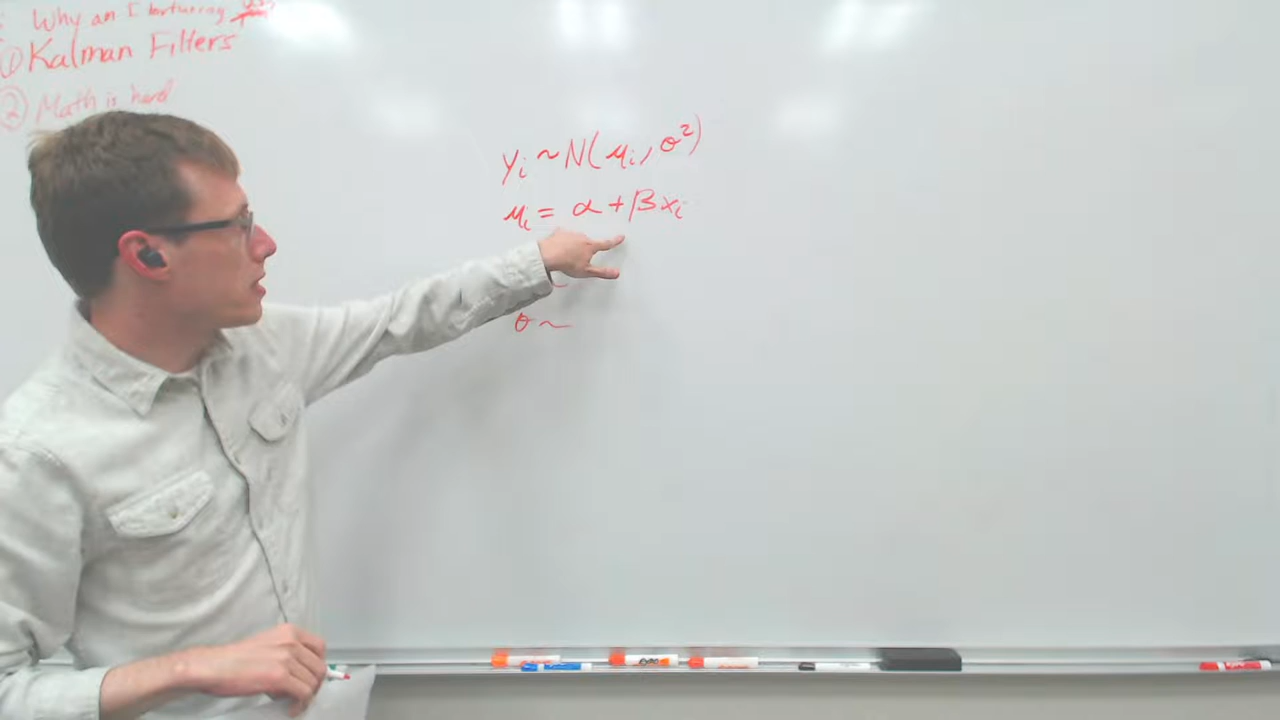 : Why am I torturing
① Kalman Filters
② Math is hard
yᵢ ~ N(μᵢ, σ²)
μᵢ = α + βxᵢ
σ ~